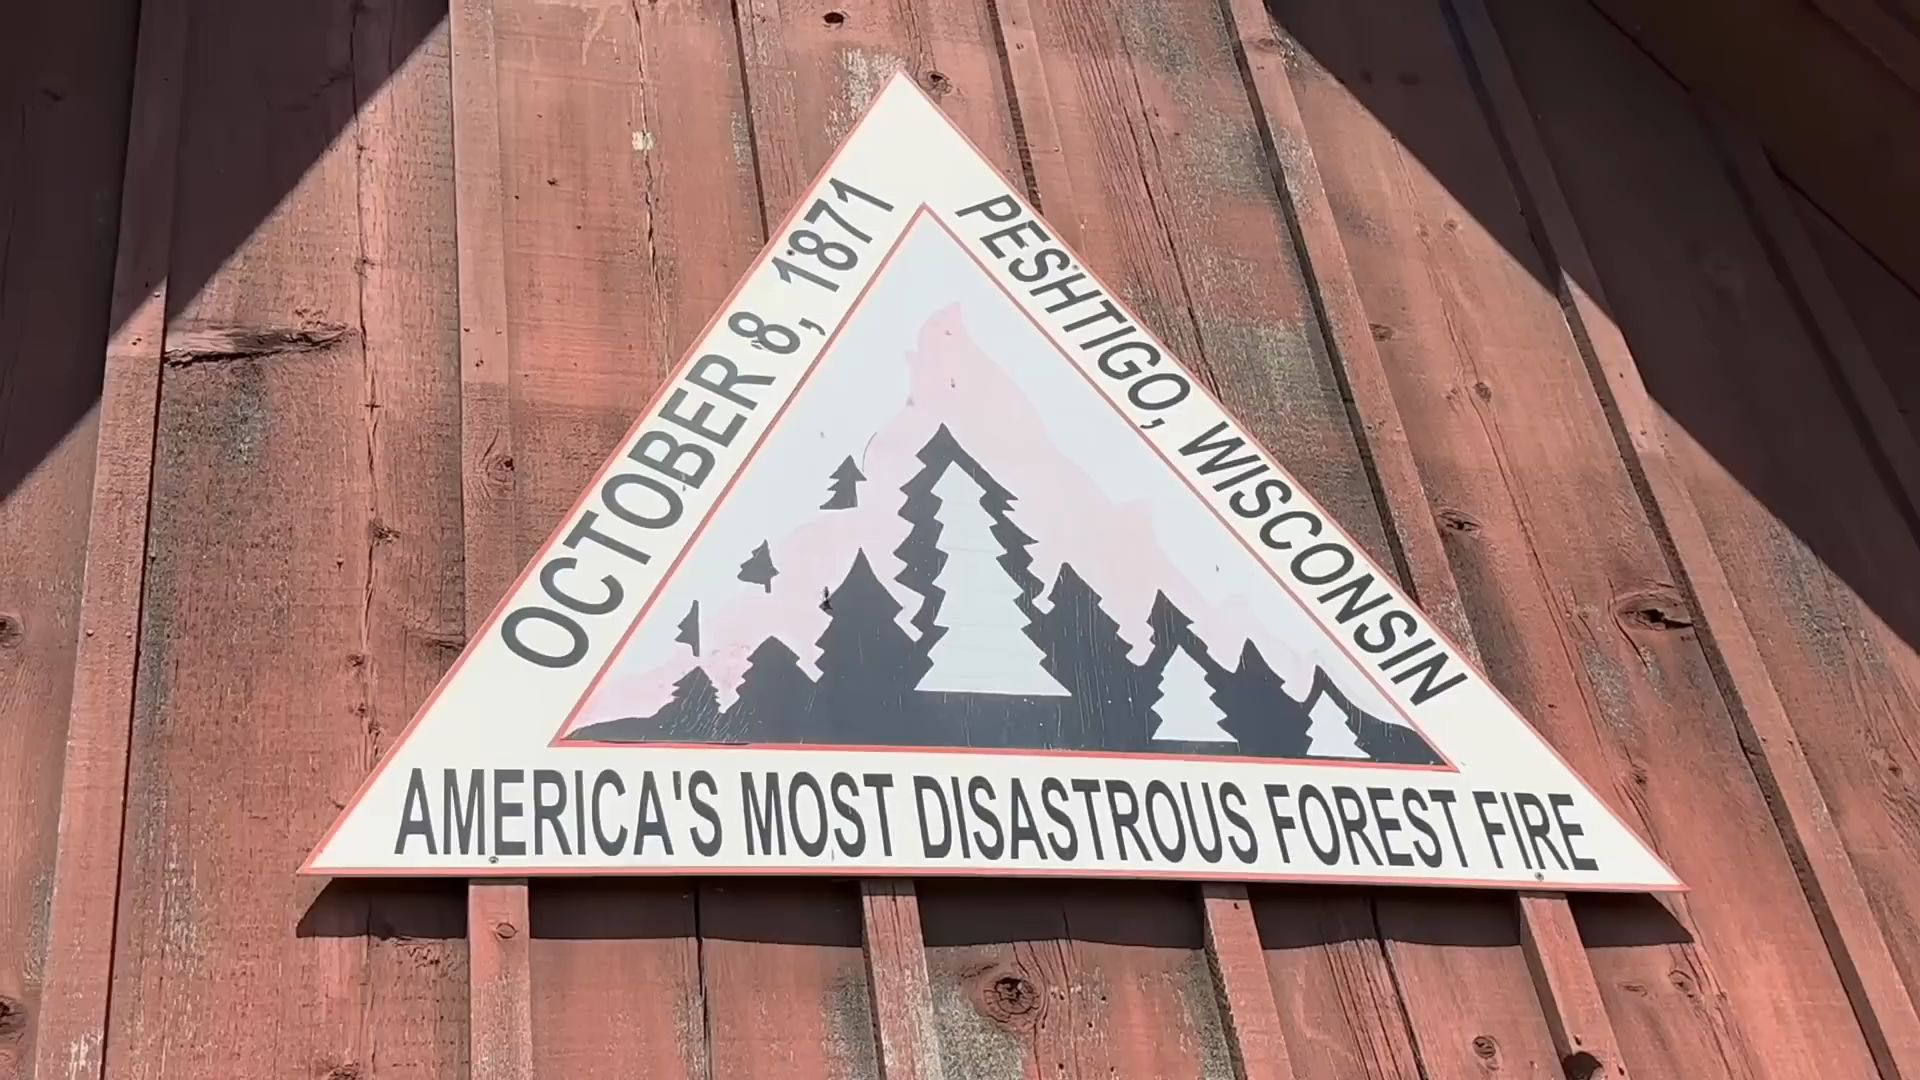 OCTOBER 8, 1871
PESHTIGO, WISCONSIN
AMERICA'S MOST DISASTROUS FOREST FIRE